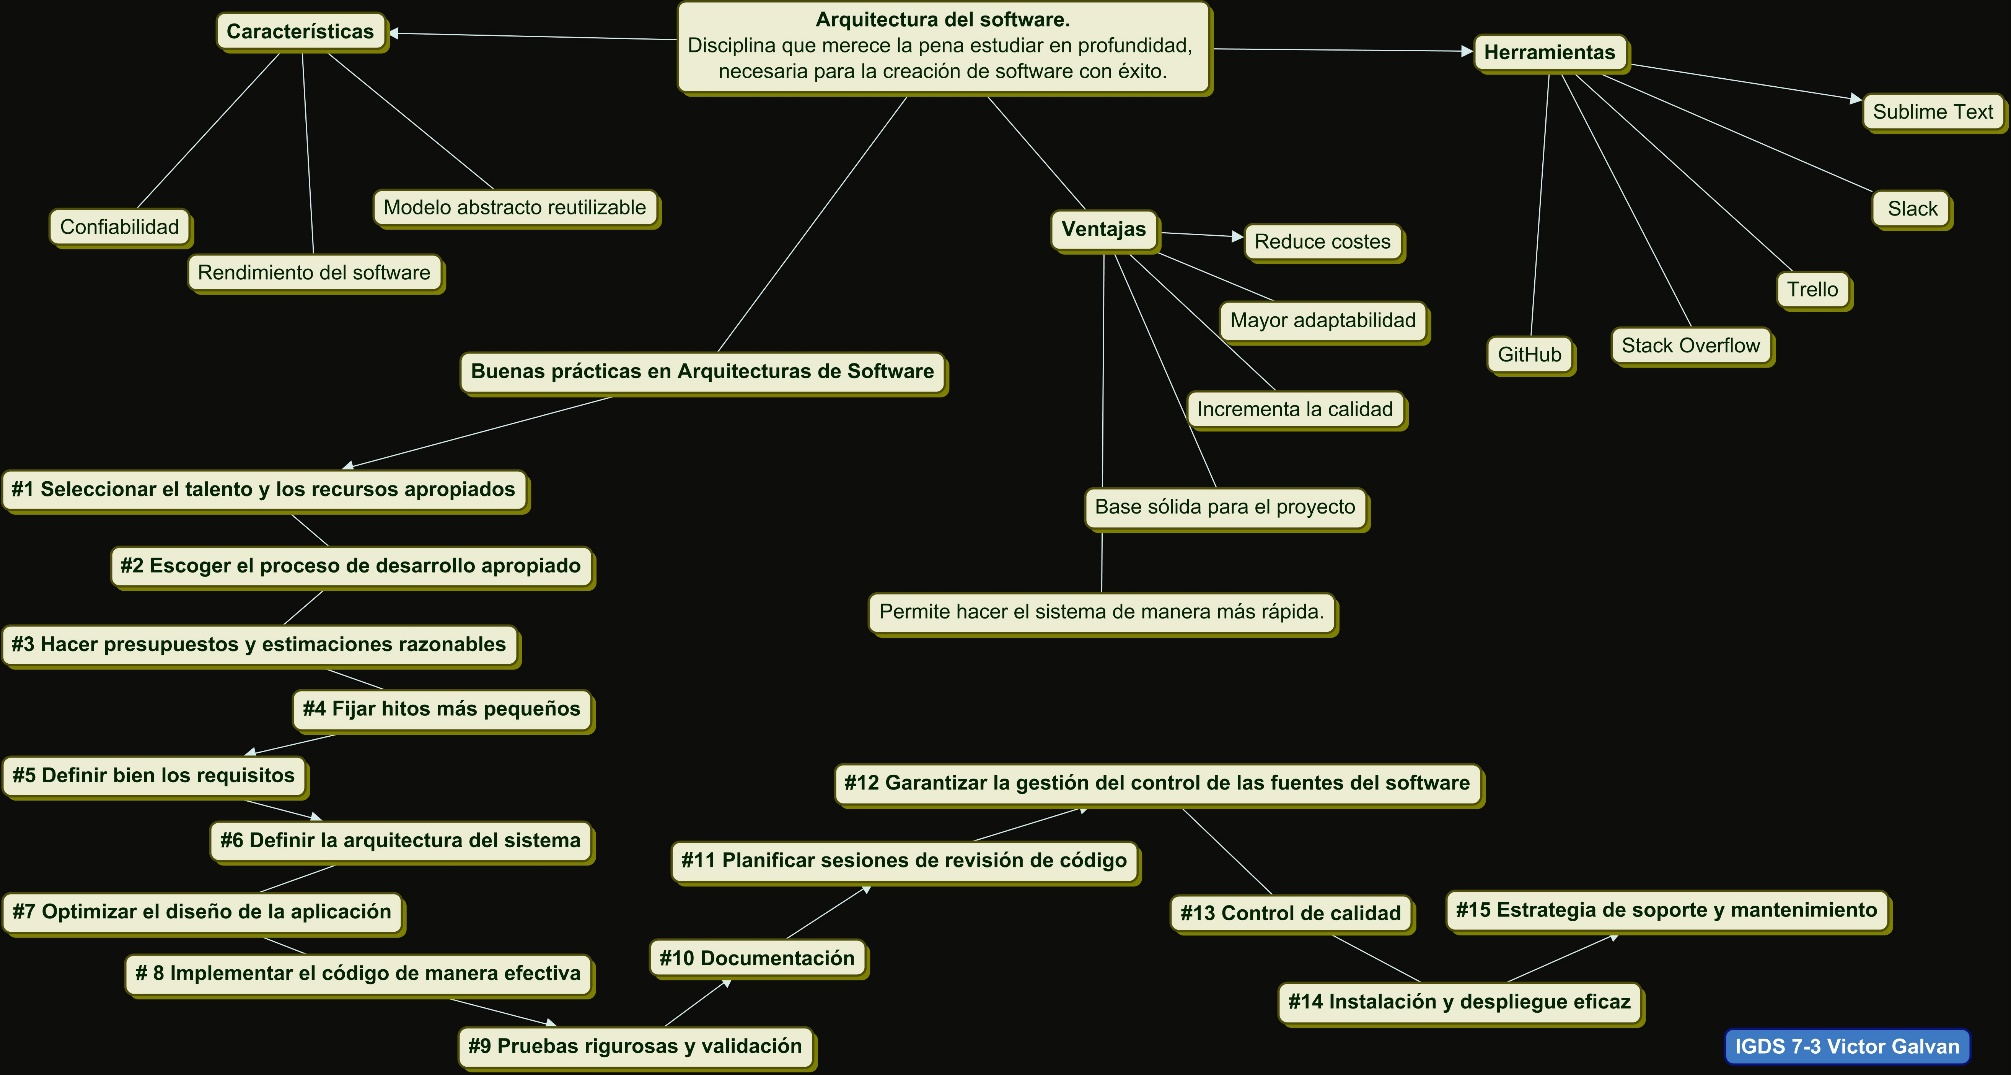 Arquitectura del software.
Disciplina que merece la pena estudiar en profundidad,
necesaria para la creación de software con éxito.
Características
Confiabilidad
Rendimiento del software
Modelo abstracto reutilizable
Herramientas
Sublime Text
Slack
Trello
Stack Overflow
GitHub
Ventajas
Reduce costes
Mayor adaptabilidad
Incrementa la calidad
Base sólida para el proyecto
Permite hacer el sistema de manera más rápida.
Buenas prácticas en Arquitecturas de Software
#1 Seleccionar el talento y los recursos apropiados
#2 Escoger el proceso de desarrollo apropiado
#3 Hacer presupuestos y estimaciones razonables
#4 Fijar hitos más pequeños
#5 Definir bien los requisitos
#6 Definir la arquitectura del sistema
#7 Optimizar el diseño de la aplicación
# 8 Implementar el código de manera efectiva
#9 Pruebas rigurosas y validación
#10 Documentación
#11 Planificar sesiones de revisión de código
#12 Garantizar la gestión del control de las fuentes del software
#13 Control de calidad
#14 Instalación y despliegue eficaz
#15 Estrategia de soporte y mantenimiento
IGDS 7-3 Victor Galvan